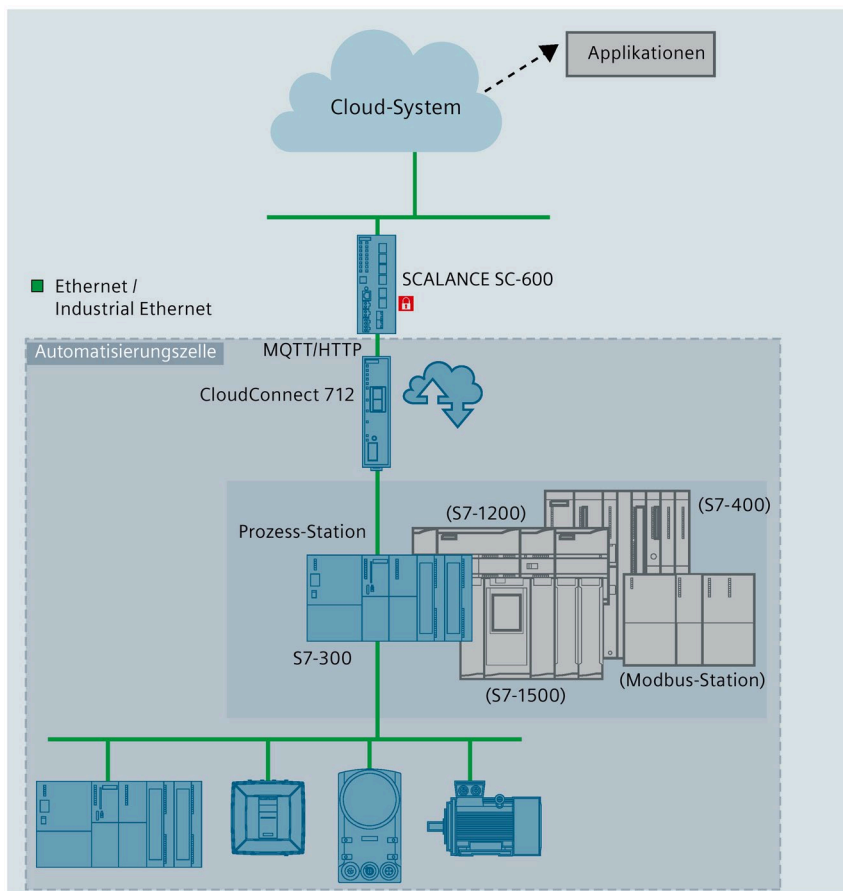 Applikationen
Cloud-System
SCALANCE SC-600
Ethernet /
Industrial Ethernet
Automatisierungszelle
MQTT/HTTP
CloudConnect 712
(S7-400)
(S7-1200)
Prozess-Station
S7-300
(Modbus-Station)
(S7-1500)